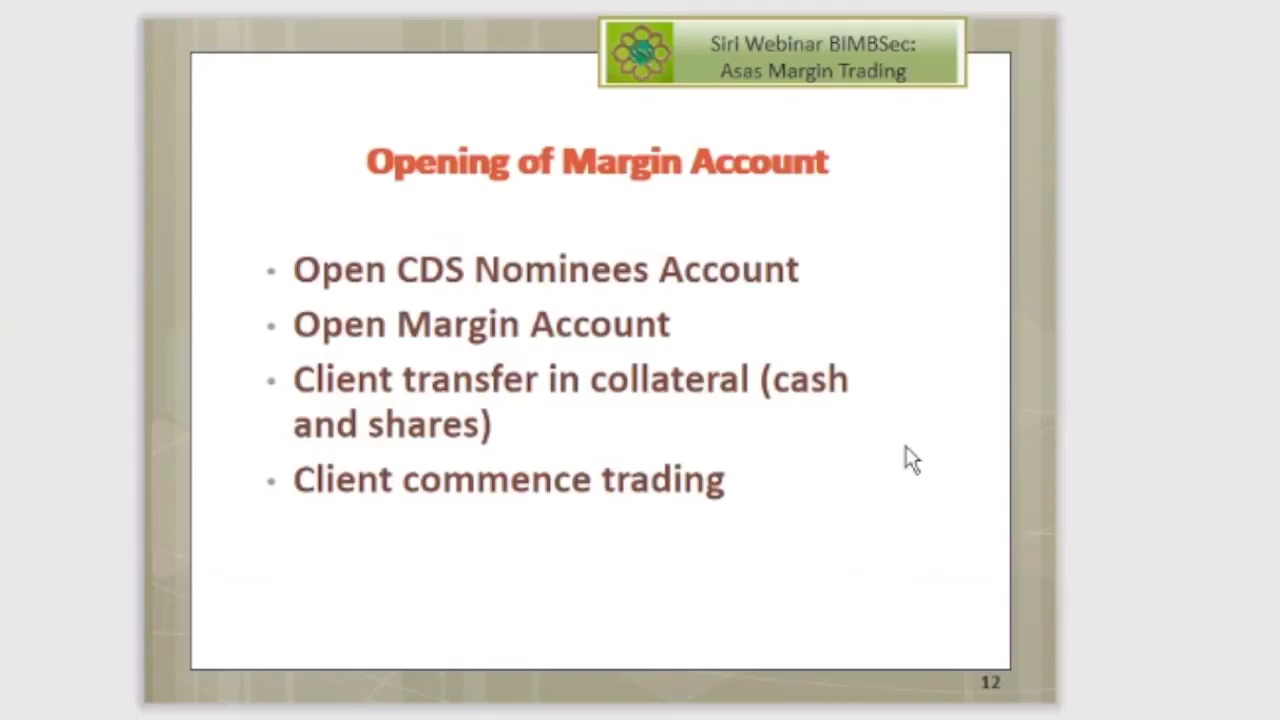 Siri Webinar BIMBSec:
Asas Margin Trading
Opening of Margin Account
• Open CDS Nominees Account
• Open Margin Account
• Client transfer in collateral (cash
and shares)
• Client commence trading
12